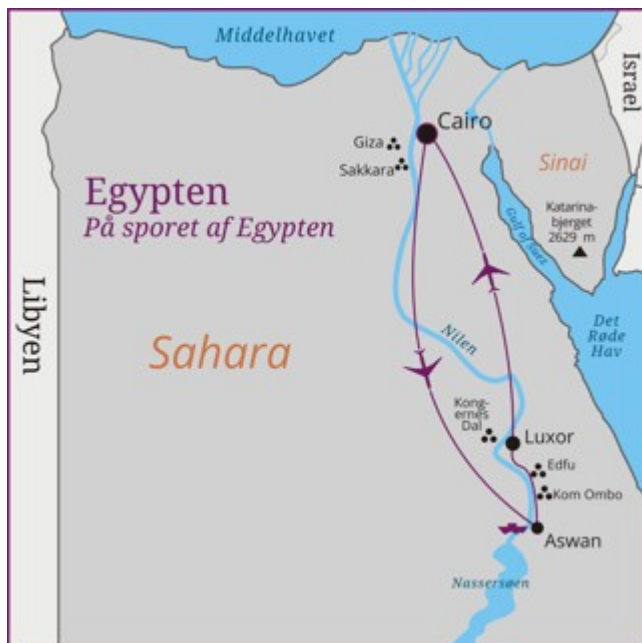 Middelhavet
Israel
Cairo
Giza
Sakkara
Sinai
Katarina-
bjerget
2629 m
Egypten
På sporet af Egypten
Gulf of Suez
Libyen
Det
Røde
Hav
Sahara
Nilen
Kong-
ernes
Dal
Luxor
Edfu
Kom Ombo
Aswan
Nassersøen